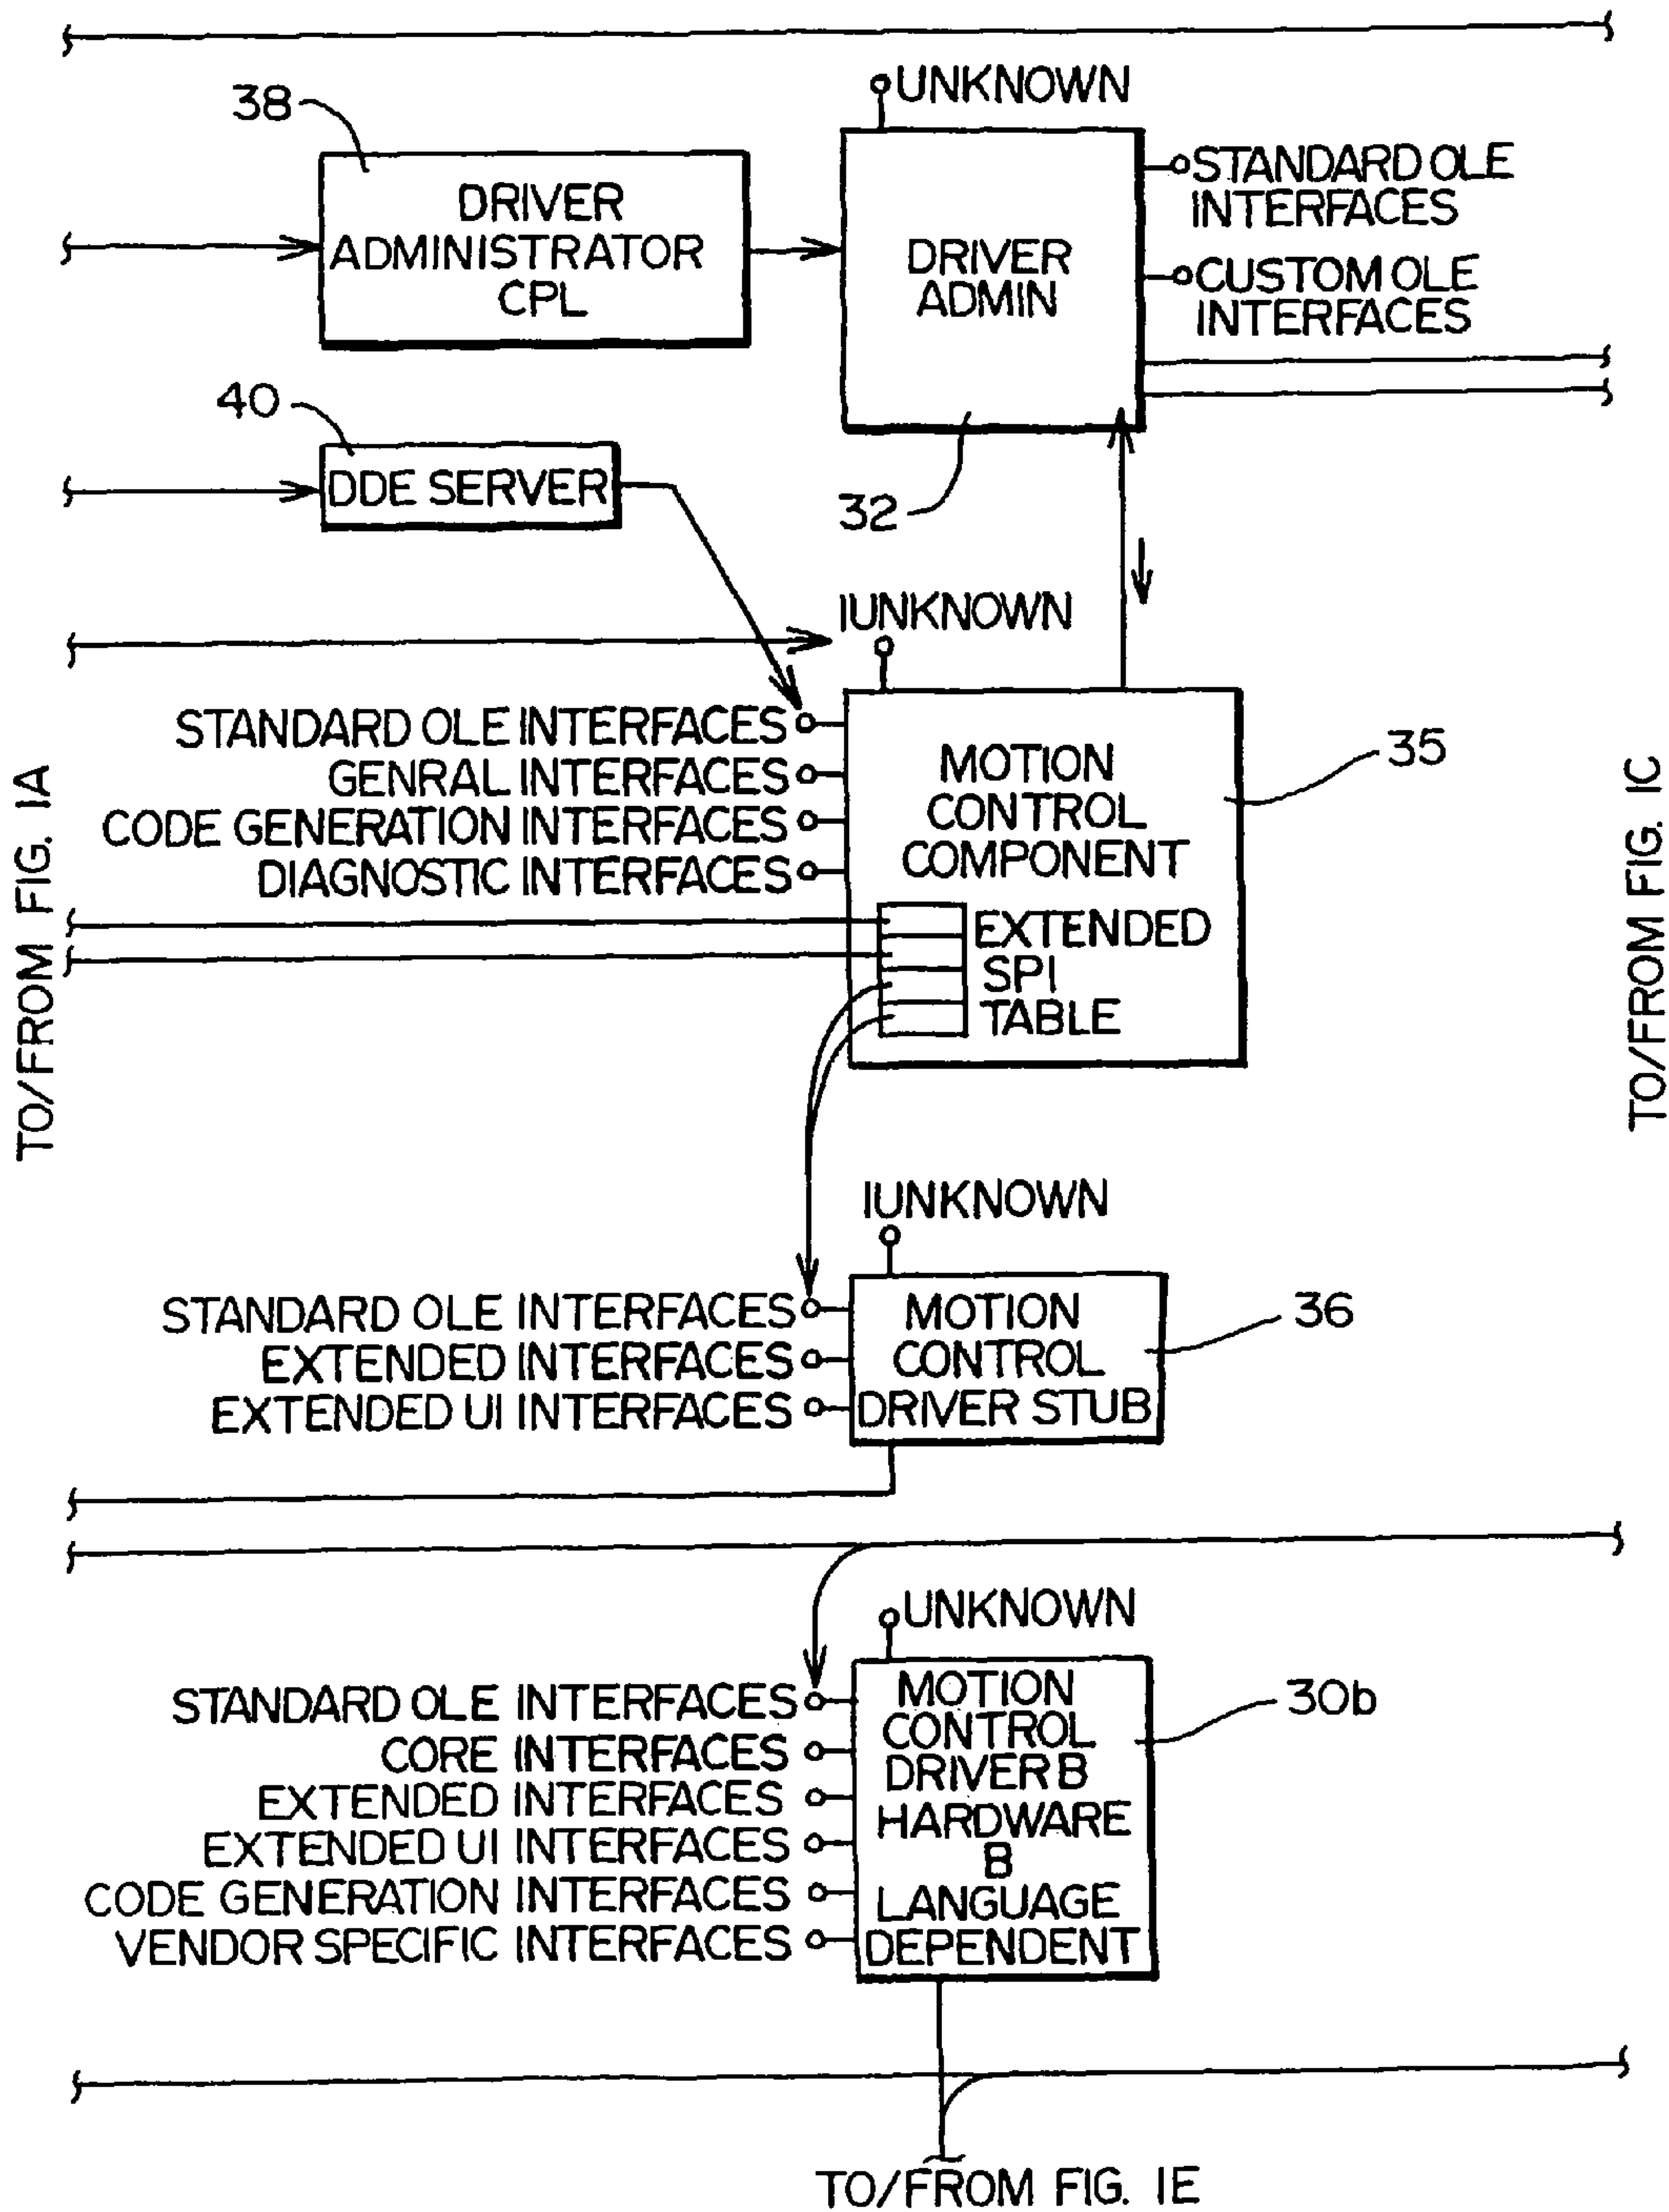 UNKNOWN
38
DRIVER
ADMINISTRATOR
CPL
DRIVER
ADMIN
STANDARD OLE
INTERFACES
CUSTOM OLE
INTERFACES
40
DDE SERVER
32
IUNKNOWN
STANDARD OLE INTERFACES
GENRAL INTERFACES
CODE GENERATION INTERFACES
DIAGNOSTIC INTERFACES
MOTION
CONTROL
COMPONENT
35
EXTENDED
SPI
TABLE
TO/FROM FIG. 1A
TO/FROM FIG. 1C
IUNKNOWN
STANDARD OLE INTERFACES
EXTENDED INTERFACES
EXTENDED UI INTERFACES
MOTION
CONTROL
DRIVER STUB
36
UNKNOWN
STANDARD OLE INTERFACES
CORE INTERFACES
EXTENDED INTERFACES
EXTENDED UI INTERFACES
CODE GENERATION INTERFACES
VENDOR SPECIFIC INTERFACES
MOTION
CONTROL
DRIVER B
HARDWARE
B
LANGUAGE
DEPENDENT
30b
TO/FROM FIG. 1E